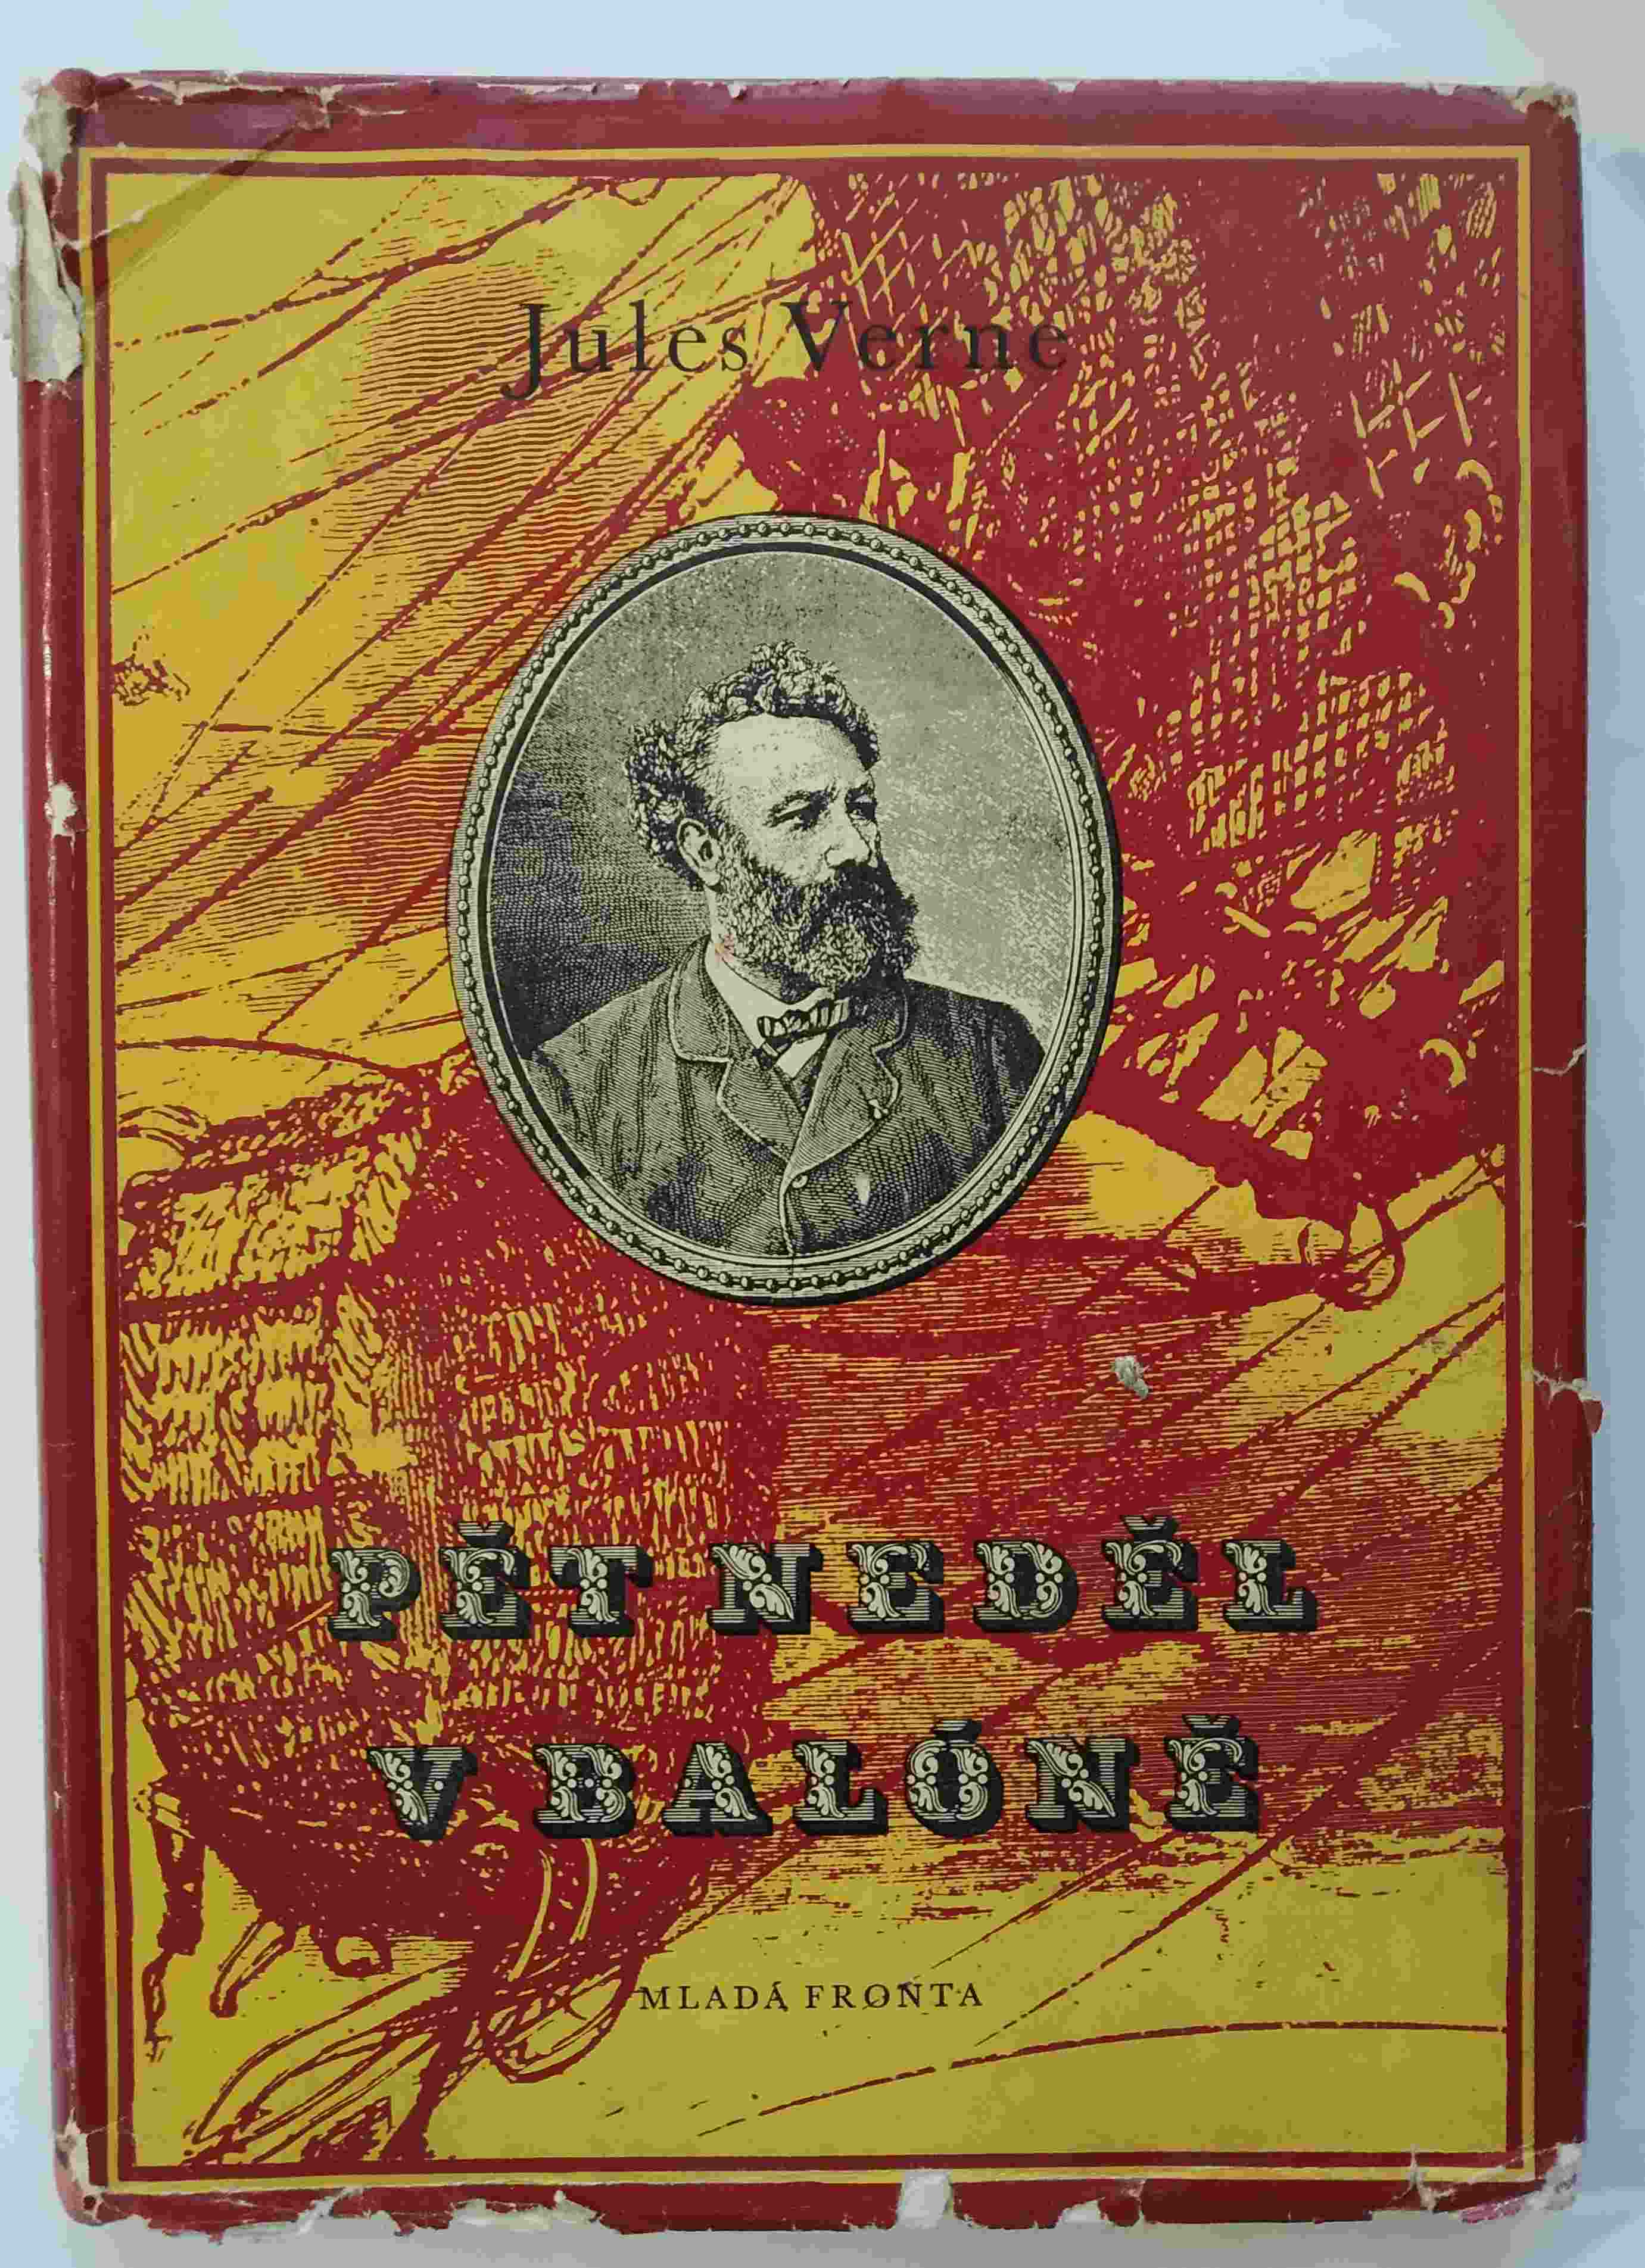 Jules Verne
PĚT NEDĚL
V BALÓNĚ
MLADÁ FRONTA